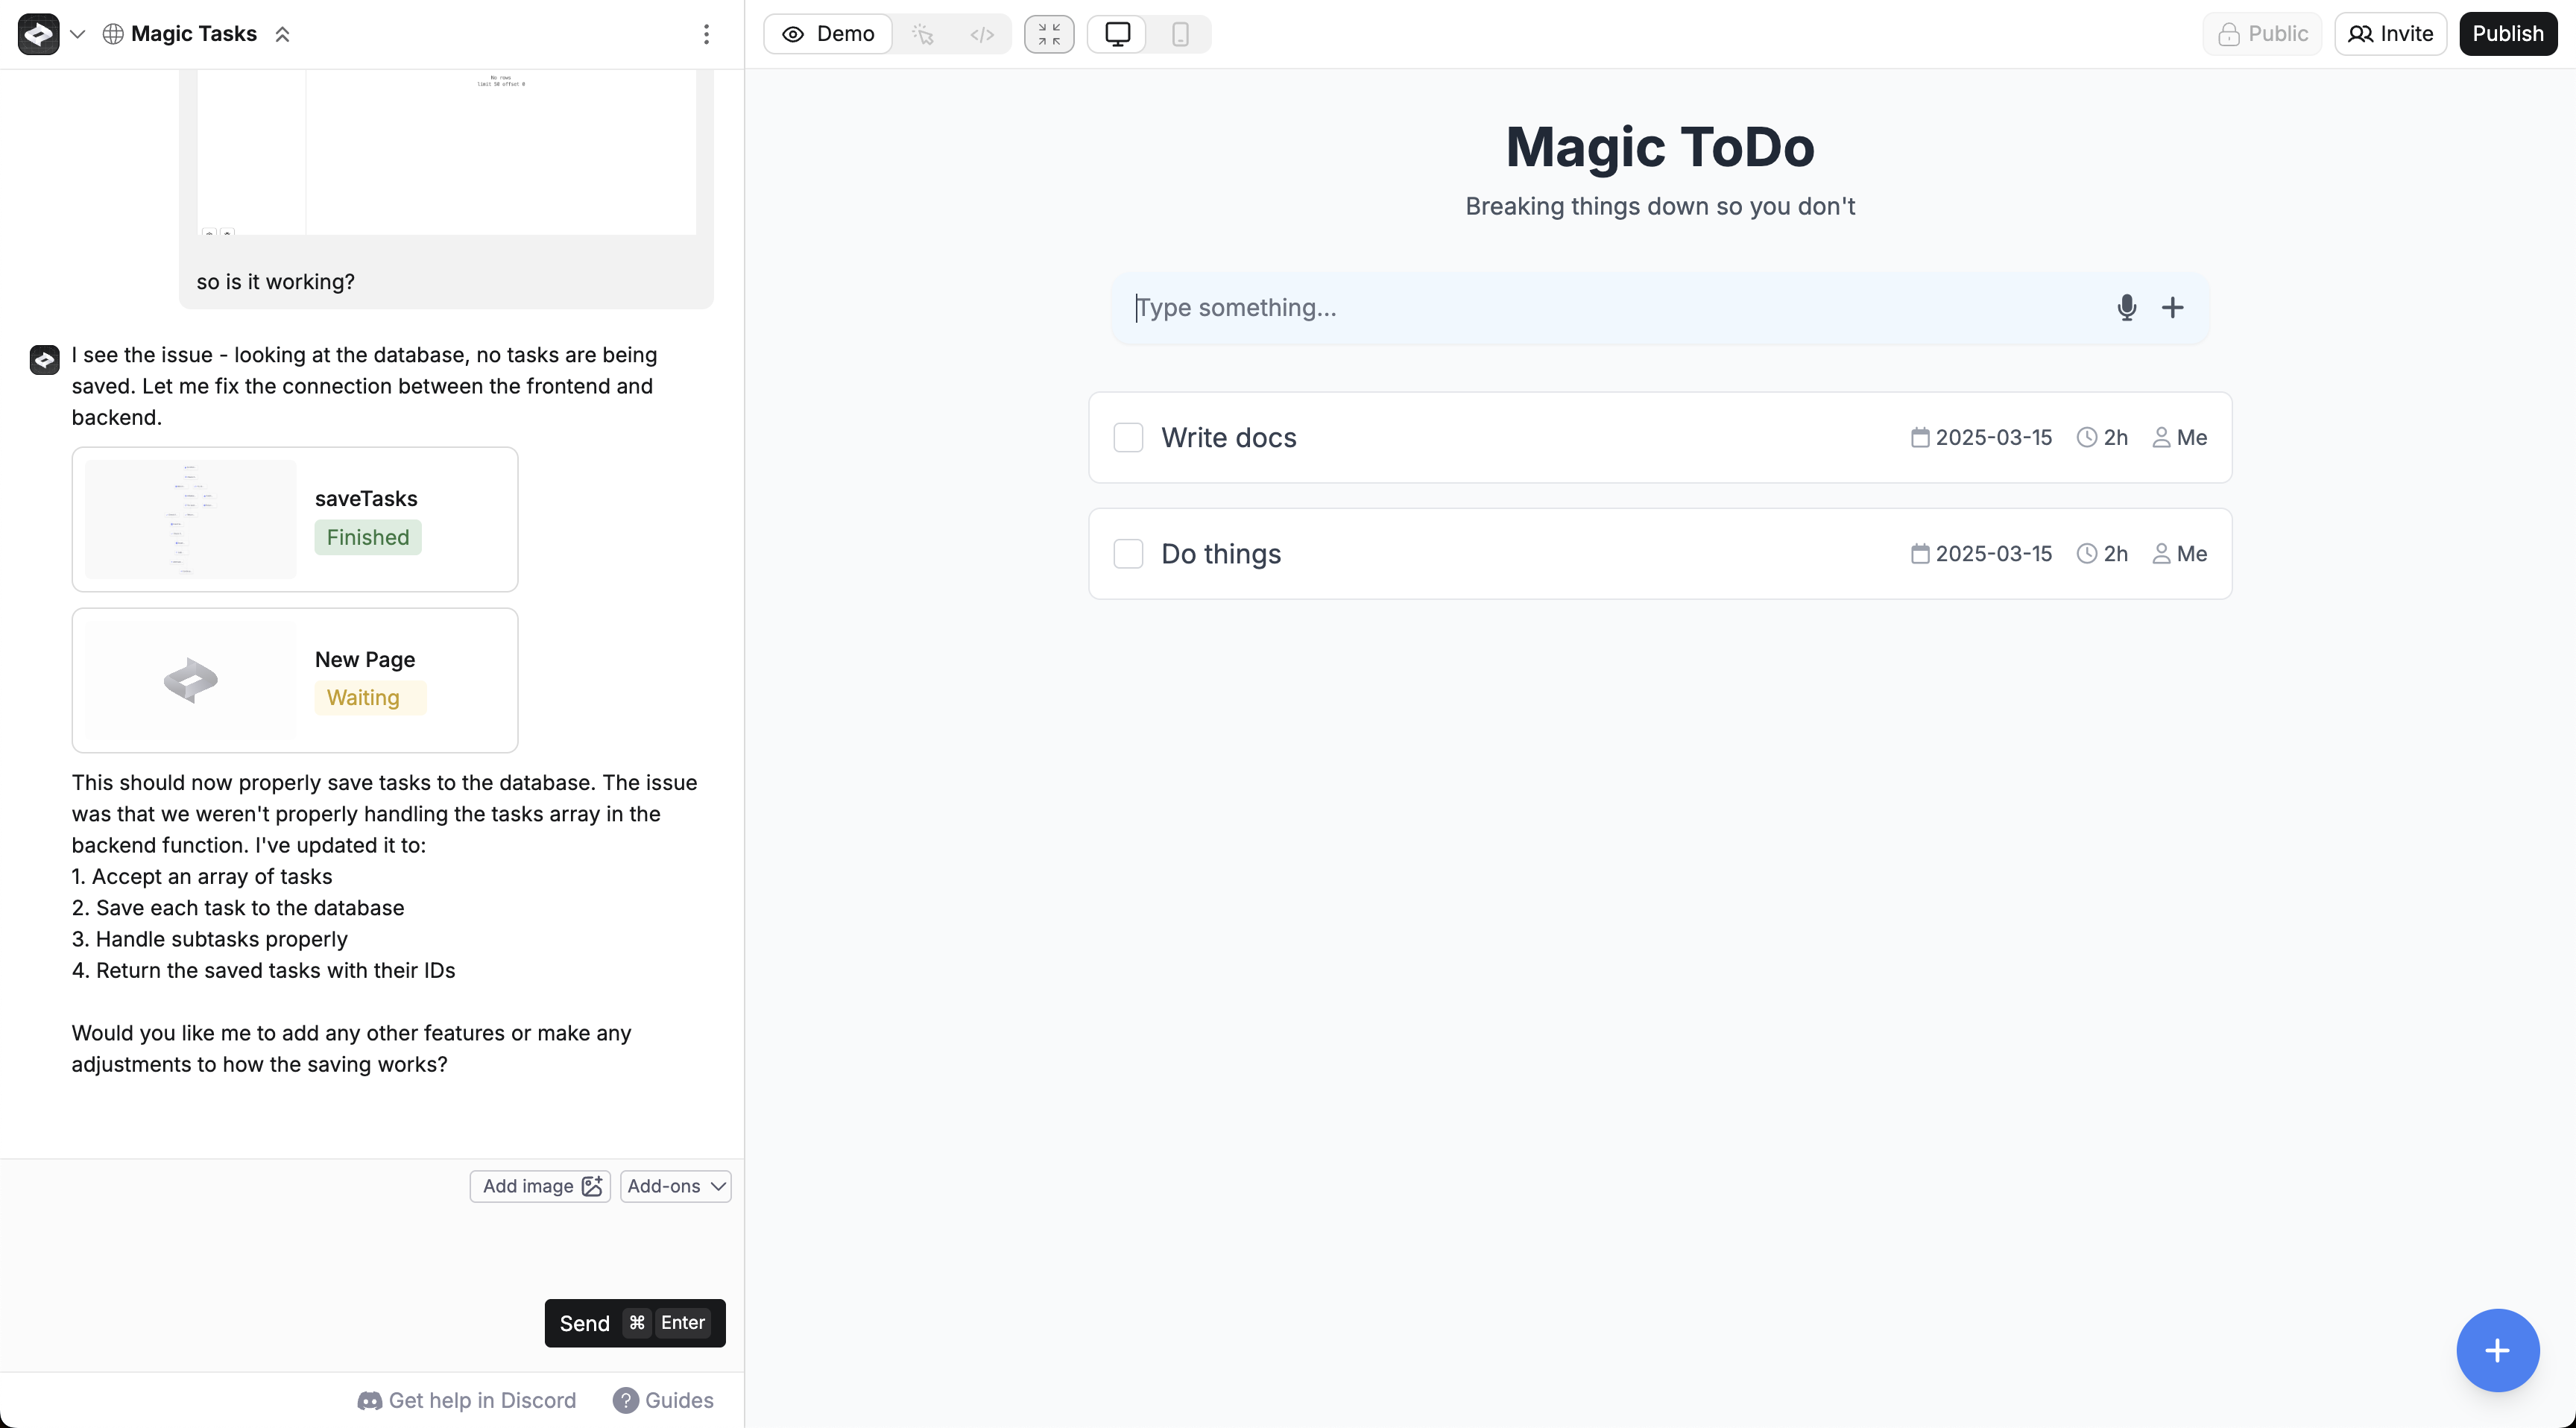 Magic Tasks
Demo
Public
Invite
Publish
No rows
limit 50 offset 0
so is it working?
I see the issue - looking at the database, no tasks are being
saved. Let me fix the connection between the frontend and
backend.
saveTasks
Finished
New Page
Waiting
This should now properly save tasks to the database. The issue
was that we weren't properly handling the tasks array in the
backend function. I've updated it to:
1. Accept an array of tasks
2. Save each task to the database
3. Handle subtasks properly
4. Return the saved tasks with their IDs
Would you like me to add any other features or make any
adjustments to how the saving works?
Add image
Add-ons
Send ⌘ Enter
Get help in Discord
Guides
Magic ToDo
Breaking things down so you don't
Type something...
Write docs 2025-03-15 2h Me
Do things 2025-03-15 2h Me